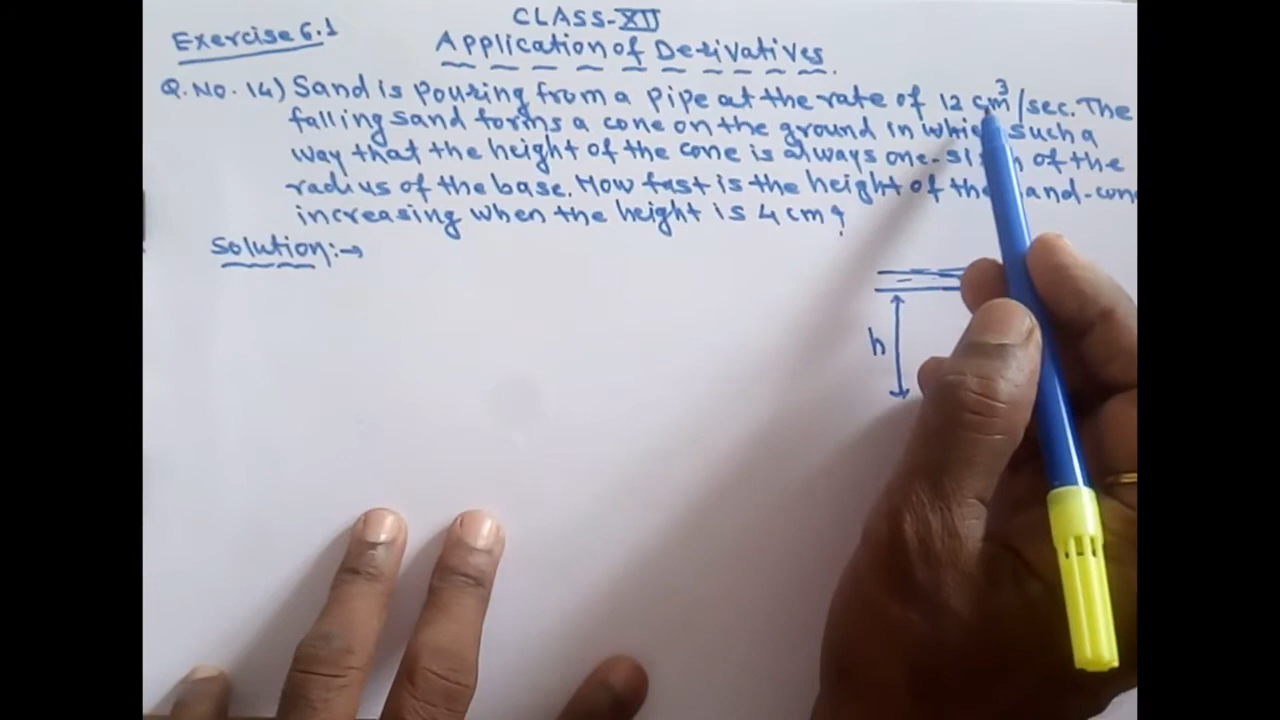 CLASS-XII
Exercise 6.1
Application of Derivatives
Q. No. 14) Sand is pouring from a pipe at the rate of 12 cm³/sec. The
falling sand forms a cone on the ground in such a
way that the height of the cone is always one- of the
radius of the base. How fast is the height of the
increasing when the height is 4 cm?
Solution:→
h